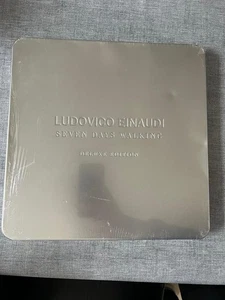 LUDOVICO EINAUDI
SEVEN DAYS WALKING
DELUXE EDITION